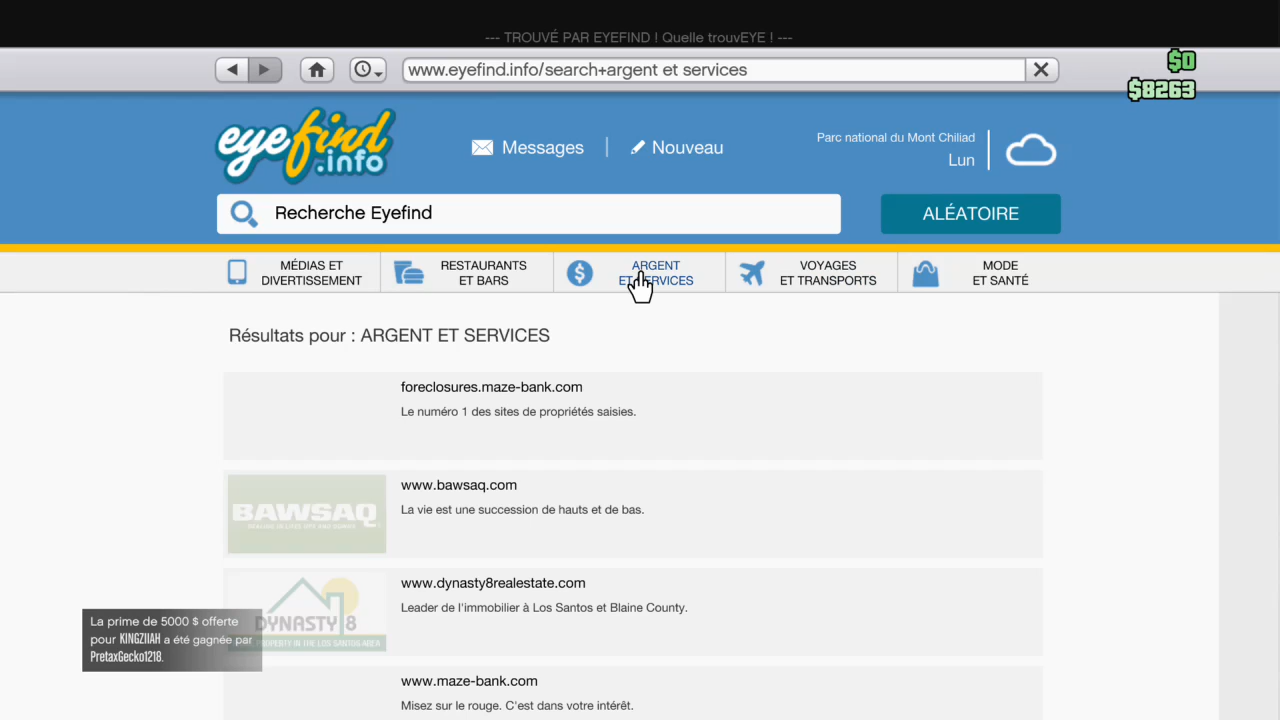 --- TROUVÉ PAR EYEFIND ! Quelle trouvEYE ! ---
www.eyefind.info/search+argent et services
$0
$8263
eyefind
.info
Messages
Nouveau
Parc national du Mont Chiliad
Lun
Recherche Eyefind
ALÉATOIRE
MÉDIAS ET
DIVERTISSEMENT
RESTAURANTS
ET BARS
ARGENT
ET SERVICES
VOYAGES
ET TRANSPORTS
MODE
ET SANTÉ
Résultats pour : ARGENT ET SERVICES
foreclosures.maze-bank.com
Le numéro 1 des sites de propriétés saisies.
BAWSAQ
www.bawsaq.com
La vie est une succession de hauts et de bas.
DYNASTY 8
www.dynasty8realestate.com
Leader de l'immobilier à Los Santos et Blaine County.
La prime de 5000 $ offerte
pour KINGZIIAH a été gagnée par
PretaxGecko1218.
www.maze-bank.com
Misez sur le rouge. C'est dans votre intérêt.